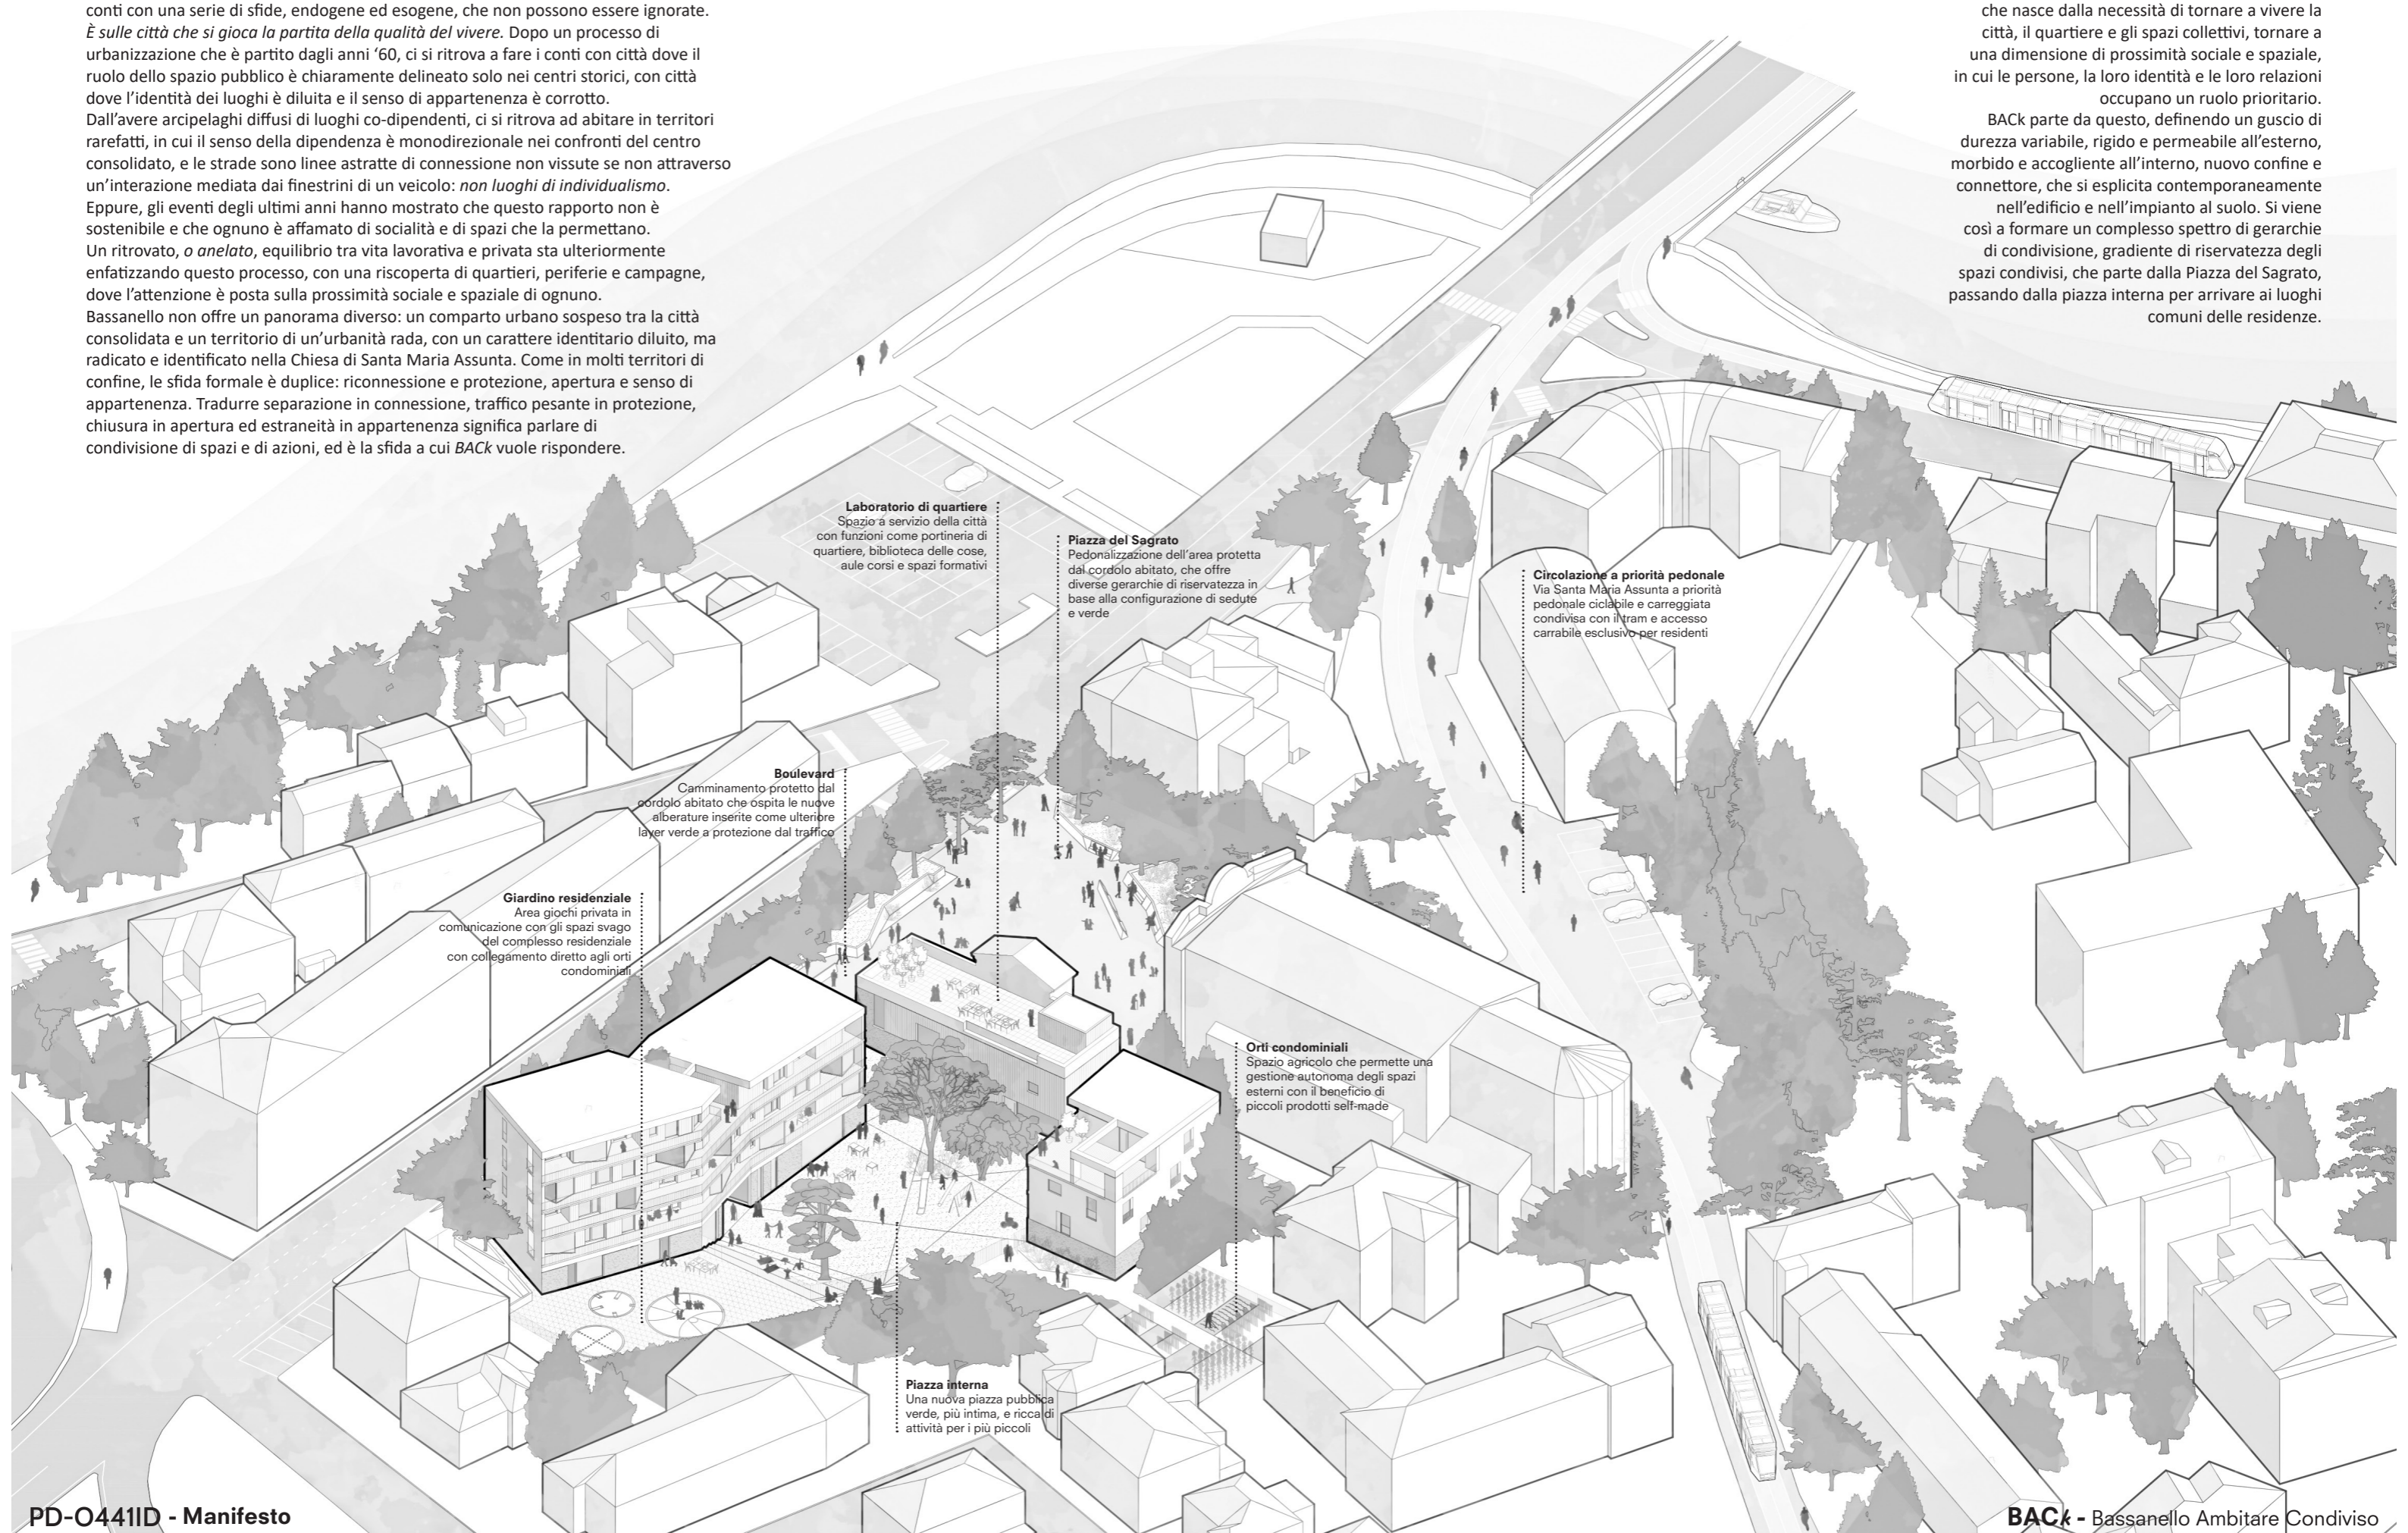 conti con una serie di sfide, endogene ed esogene, che non possono essere ignorate.
È sulle città che si gioca la partita della qualità del vivere. Dopo un processo di
urbanizzazione che è partito dagli anni ‘60, ci si ritrova a fare i conti con città dove il
ruolo dello spazio pubblico è chiaramente delineato solo nei centri storici, con città
dove l’identità dei luoghi è diluita e il senso di appartenenza è corrotto.
Dall’avere arcipelaghi diffusi di luoghi co-dipendenti, ci si ritrova ad abitare in territori
rarefatti, in cui il senso della dipendenza è monodirezionale nei confronti del centro
consolidato, e le strade sono linee astratte di connessione non vissute se non attraverso
un’interazione mediata dai finestrini di un veicolo: non luoghi di individualismo.
Eppure, gli eventi degli ultimi anni hanno mostrato che questo rapporto non è
sostenibile e che ognuno è affamato di socialità e di spazi che la permettano.
Un ritrovato, o anelato, equilibrio tra vita lavorativa e privata sta ulteriormente
enfatizzando questo processo, con una riscoperta di quartieri, periferie e campagne,
dove l’attenzione è posta sulla prossimità sociale e spaziale di ognuno.
Bassanello non offre un panorama diverso: un comparto urbano sospeso tra la città
consolidata e un territorio di un’urbanità rada, con un carattere identitario diluito, ma
radicato e identificato nella Chiesa di Santa Maria Assunta. Come in molti territori di
confine, le sfida formale è duplice: riconnessione e protezione, apertura e senso di
appartenenza. Tradurre separazione in connessione, traffico pesante in protezione,
chiusura in apertura ed estraneità in appartenenza significa parlare di
condivisione di spazi e di azioni, ed è la sfida a cui BACk vuole rispondere.
che nasce dalla necessità di tornare a vivere la
città, il quartiere e gli spazi collettivi, tornare a
una dimensione di prossimità sociale e spaziale,
in cui le persone, la loro identità e le loro relazioni
occupano un ruolo prioritario.
BACk parte da questo, definendo un guscio di
durezza variabile, rigido e permeabile all’esterno,
morbido e accogliente all’interno, nuovo confine e
connettore, che si esplicita contemporaneamente
nell’edificio e nell’impianto al suolo. Si viene
così a formare un complesso spettro di gerarchie
di condivisione, gradiente di riservatezza degli
spazi condivisi, che parte dalla Piazza del Sagrato,
passando dalla piazza interna per arrivare ai luoghi
comuni delle residenze.
Laboratorio di quartiere
Spazio a servizio della città
con funzioni come portineria di
quartiere, biblioteca delle cose,
aule corsi e spazi formativi
Piazza del Sagrato
Pedonalizzazione dell’area protetta
dal cordolo abitato, che offre
diverse gerarchie di riservatezza in
base alla configurazione di sedute
e verde
Circolazione a priorità pedonale
Via Santa Maria Assunta a priorità
pedonale ciclabile e carreggiata
condivisa con il tram e accesso
carrabile esclusivo per residenti
Boulevard
Camminamento protetto dal
cordolo abitato che ospita le nuove
alberature inserite come ulteriore
layer verde a protezione dal traffico
Giardino residenziale
Area giochi privata in
comunicazione con gli spazi svago
del complesso residenziale
con collegamento diretto agli orti
condominiali
Orti condominiali
Spazio agricolo che permette una
gestione autonoma degli spazi
esterni con il beneficio di
piccoli prodotti self-made
Piazza interna
Una nuova piazza pubblica
verde, più intima, e ricca di
attività per i più piccoli
PD-O441ID - Manifesto
BACk - Bassanello Ambitare Condiviso